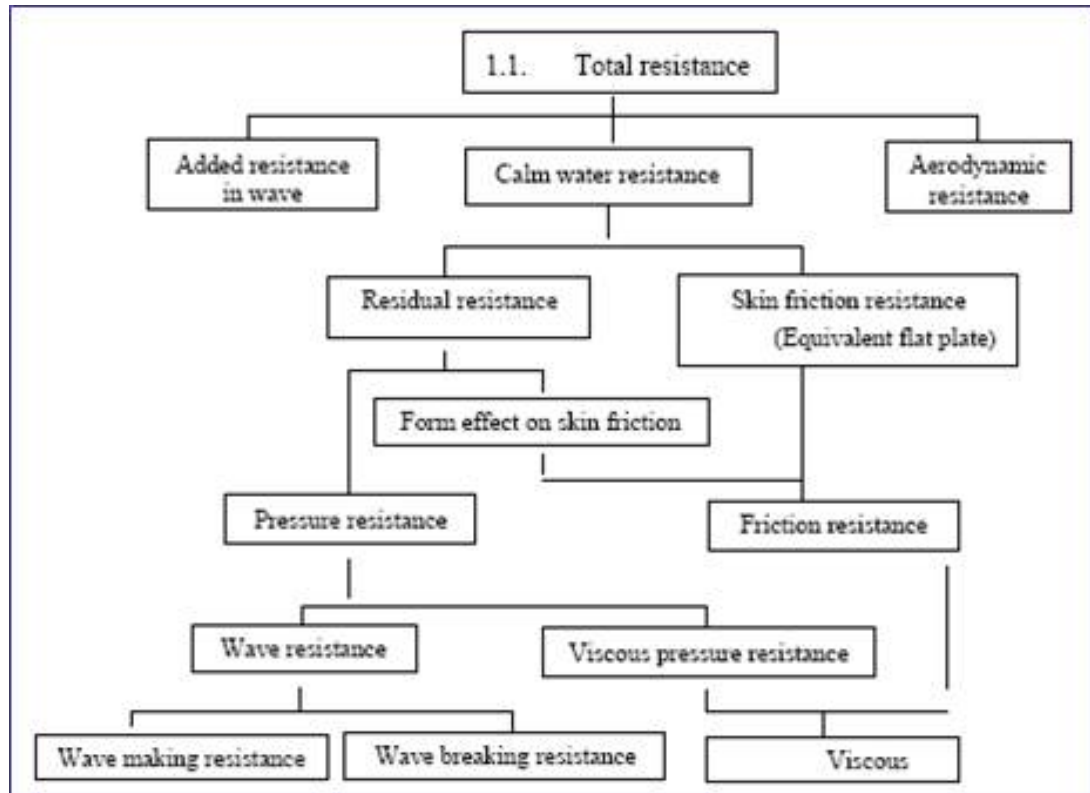 1.1. Total resistance
Added resistance
in wave
Calm water resistance
Aerodynamic
resistance
Residual resistance
Skin friction resistance
(Equivalent flat plate)
Form effect on skin friction
Pressure resistance
Friction resistance
Wave resistance
Viscous pressure resistance
Wave making resistance
Wave breaking resistance
Viscous